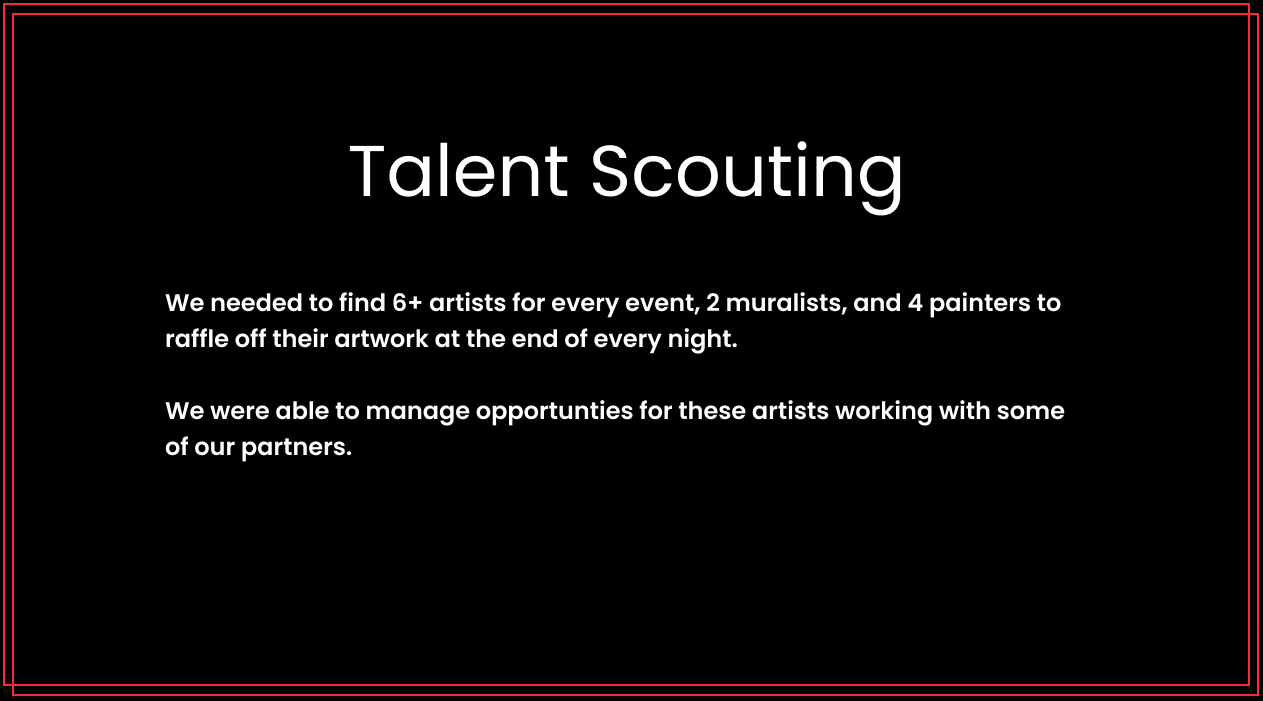 Talent Scouting
We needed to find 6+ artists for every event, 2 muralists, and 4 painters to
raffle off their artwork at the end of every night.
We were able to manage opportunties for these artists working with some
of our partners.